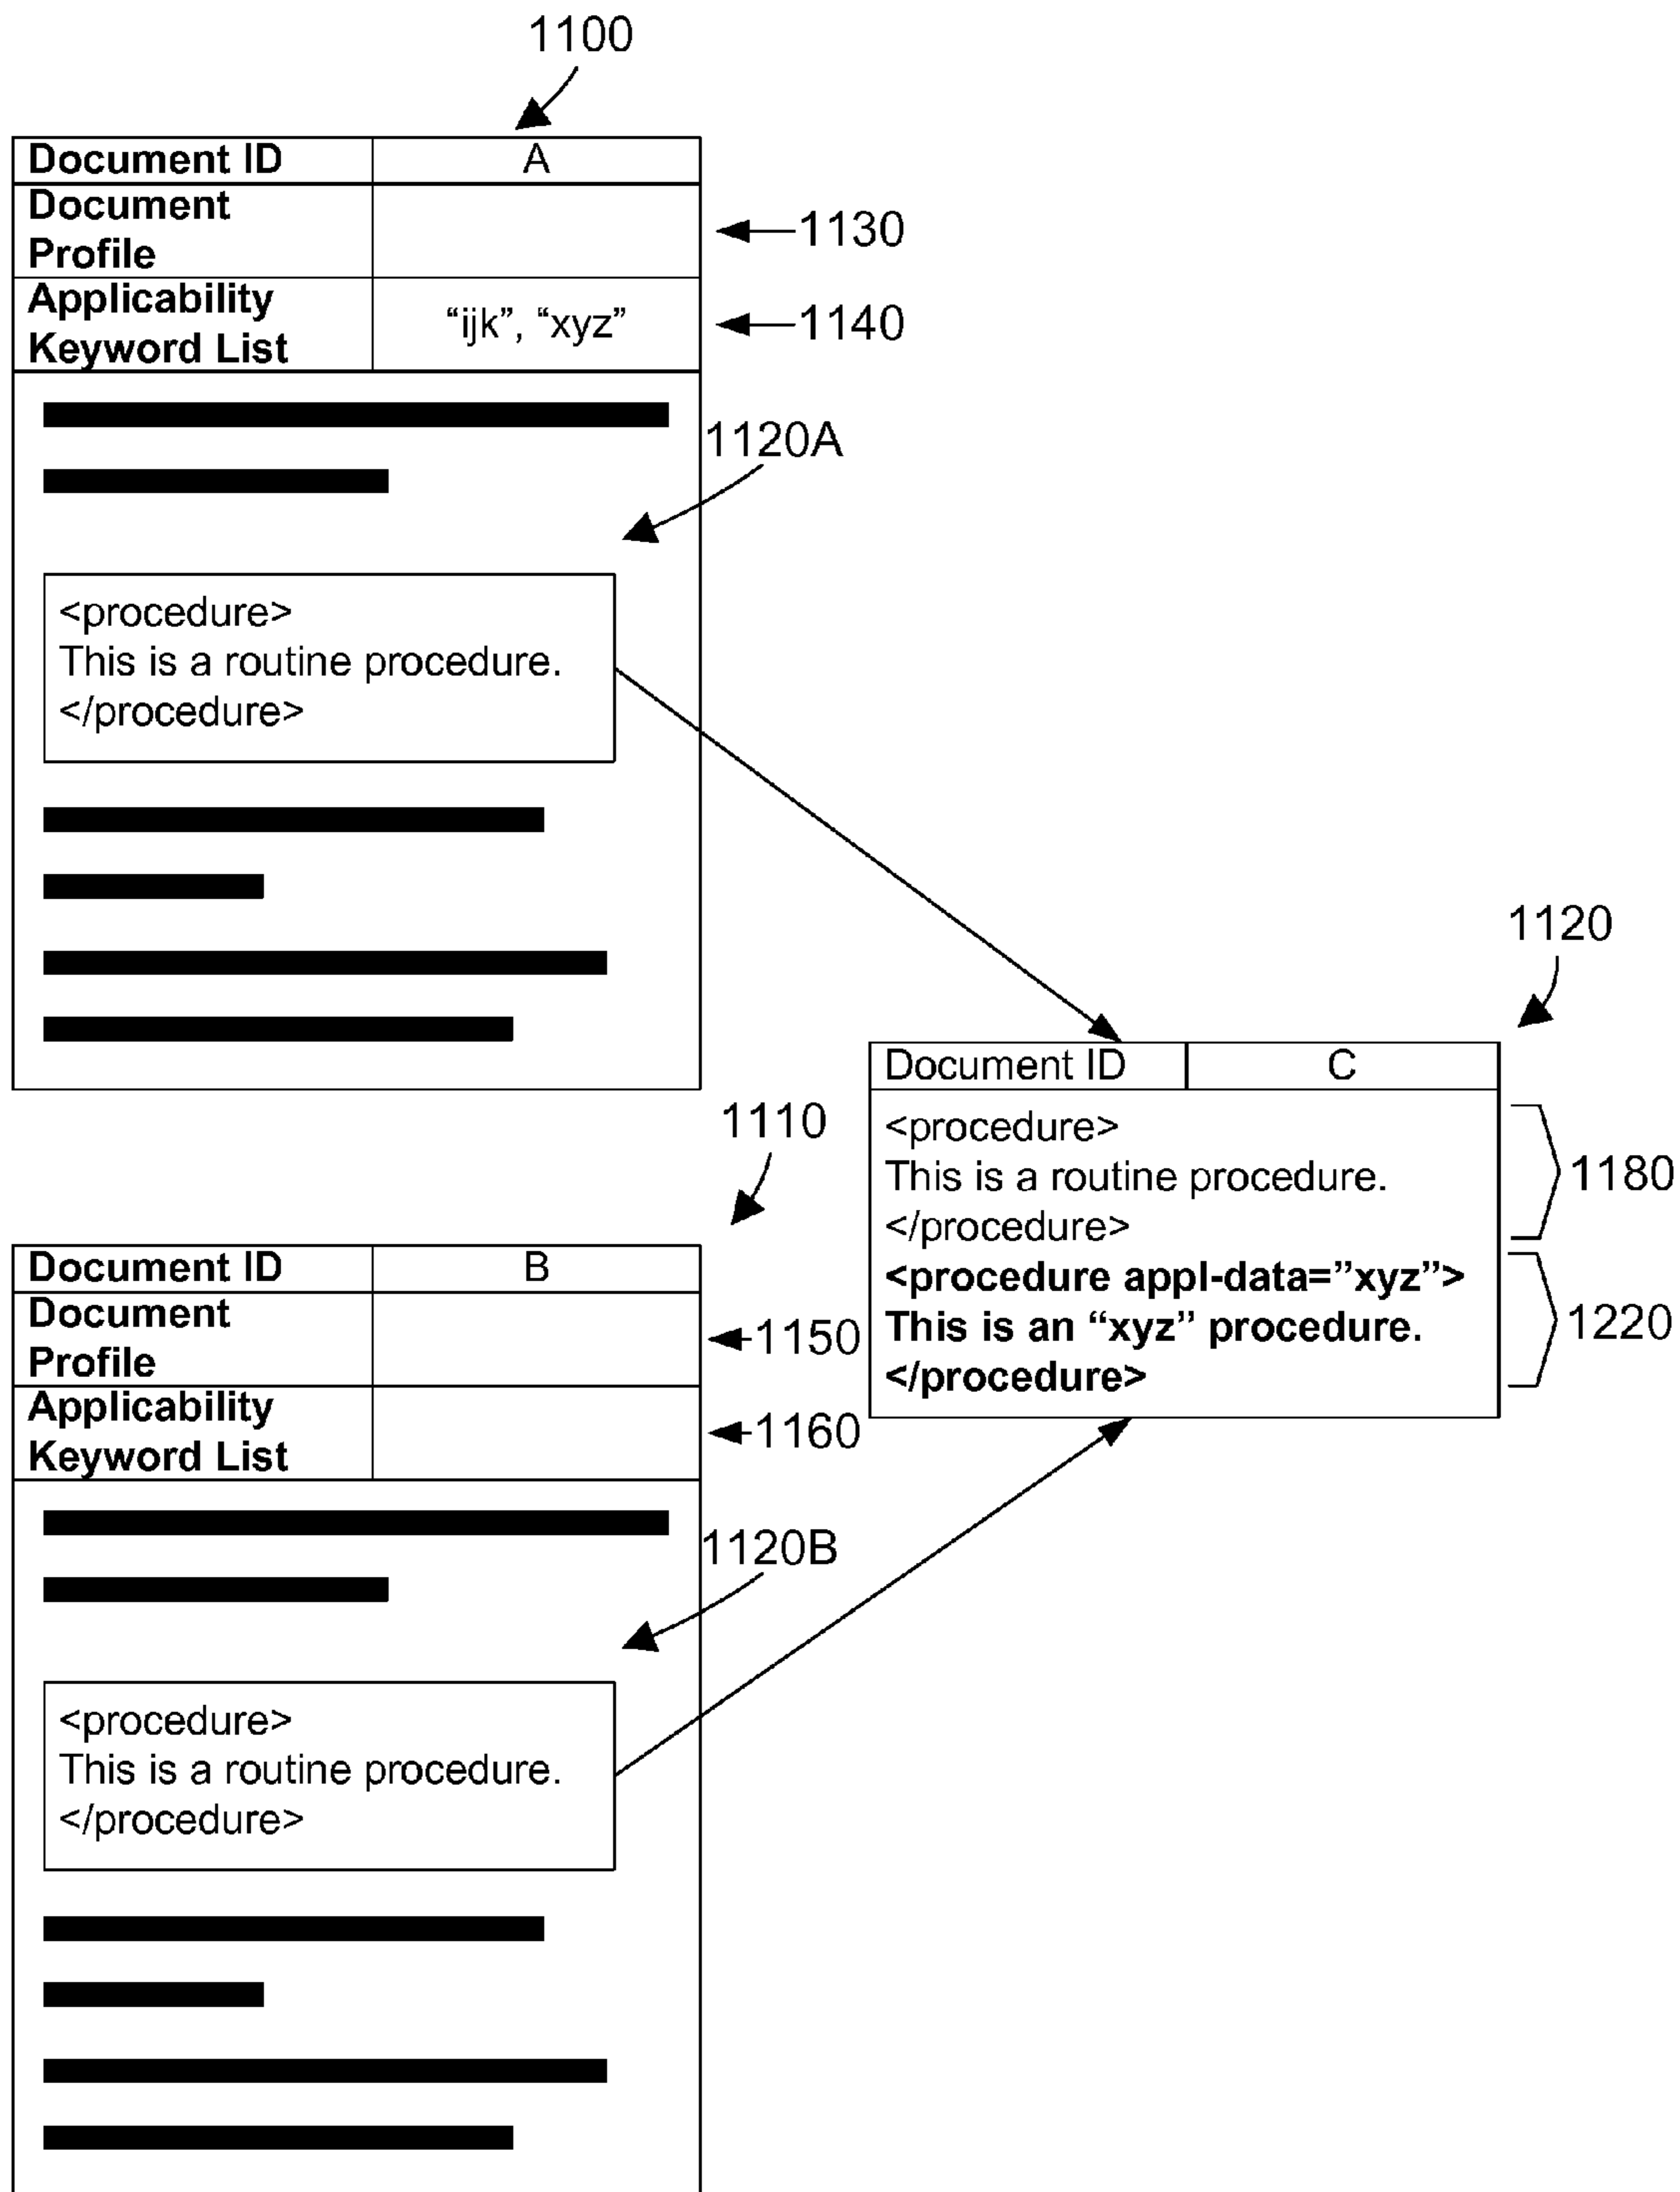 1100
Document ID A
Document
Profile
1130
Applicability
Keyword List
“ijk”, “xyz”
1140
1120A
<procedure>
This is a routine procedure.
</procedure>
1120
Document ID C
<procedure>
This is a routine procedure.
</procedure>
1180
<procedure appl-data=”xyz”>
This is an “xyz” procedure.
</procedure>
1220
1110
Document ID B
Document
Profile
1150
Applicability
Keyword List
1160
1120B
<procedure>
This is a routine procedure.
</procedure>